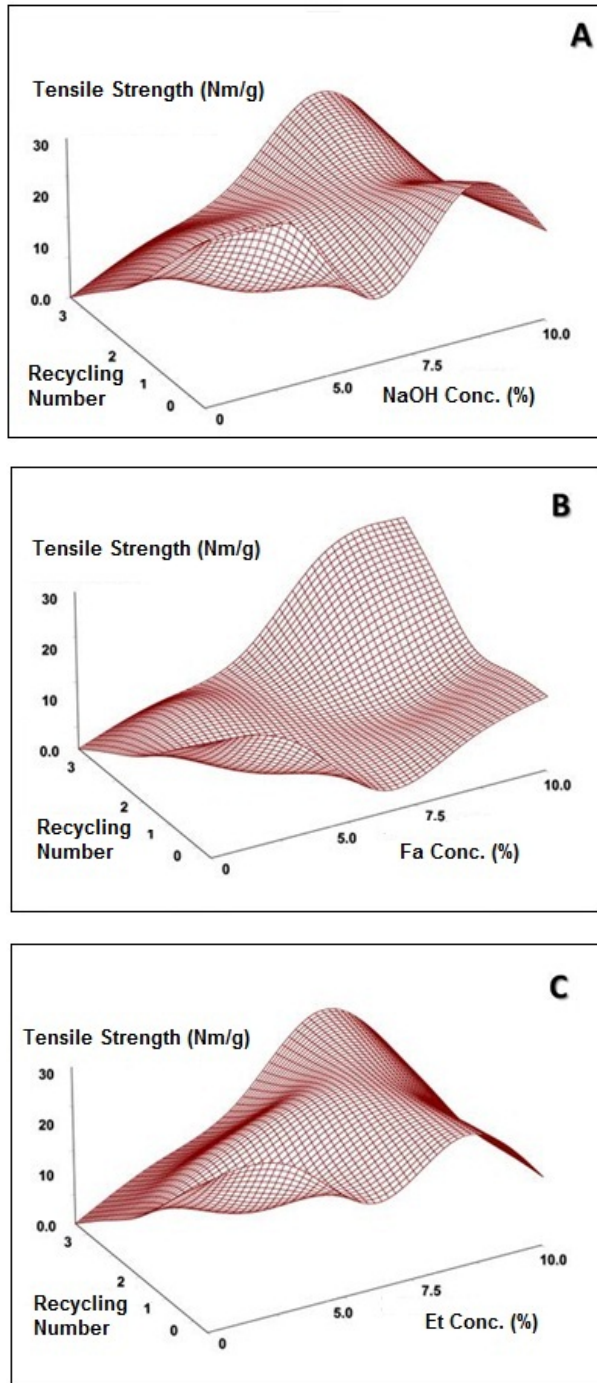 A
Tensile Strength (Nm/g)
30
20
10
0.0
3
2
1
0
Recycling
Number
0
5.0
7.5
10.0
NaOH Conc. (%)
B
Tensile Strength (Nm/g)
30
20
10
0.0
3
2
1
0
Recycling
Number
0
5.0
7.5
10.0
Fa Conc. (%)
C
Tensile Strength (Nm/g)
30
20
10
0.0
3
2
1
0
Recycling
Number
0
5.0
7.5
10.0
Et Conc. (%)